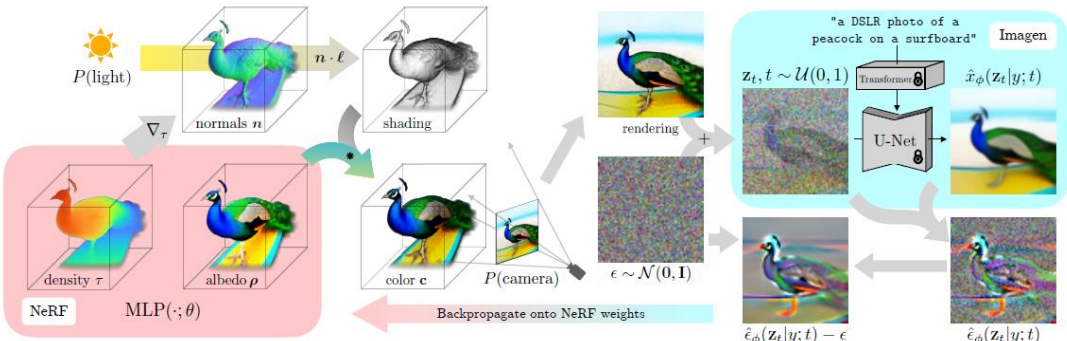 P(light)
n · ℓ
normals n
shading
∇τ
density τ
albedo ρ
NeRF
MLP(·; θ)
*
color c
P(camera)
rendering
ϵ ∼ N(0, I)
+
"a DSLR photo of a
peacock on a surfboard"
Imagen
z_t, t ∼ U(0, 1)
Transformer
U-Net
x̂_ϕ(z_t|y; t)
ϵ̂_ϕ(z_t|y; t) − ϵ
ϵ̂_ϕ(z_t|y; t)
Backpropagate onto NeRF weights